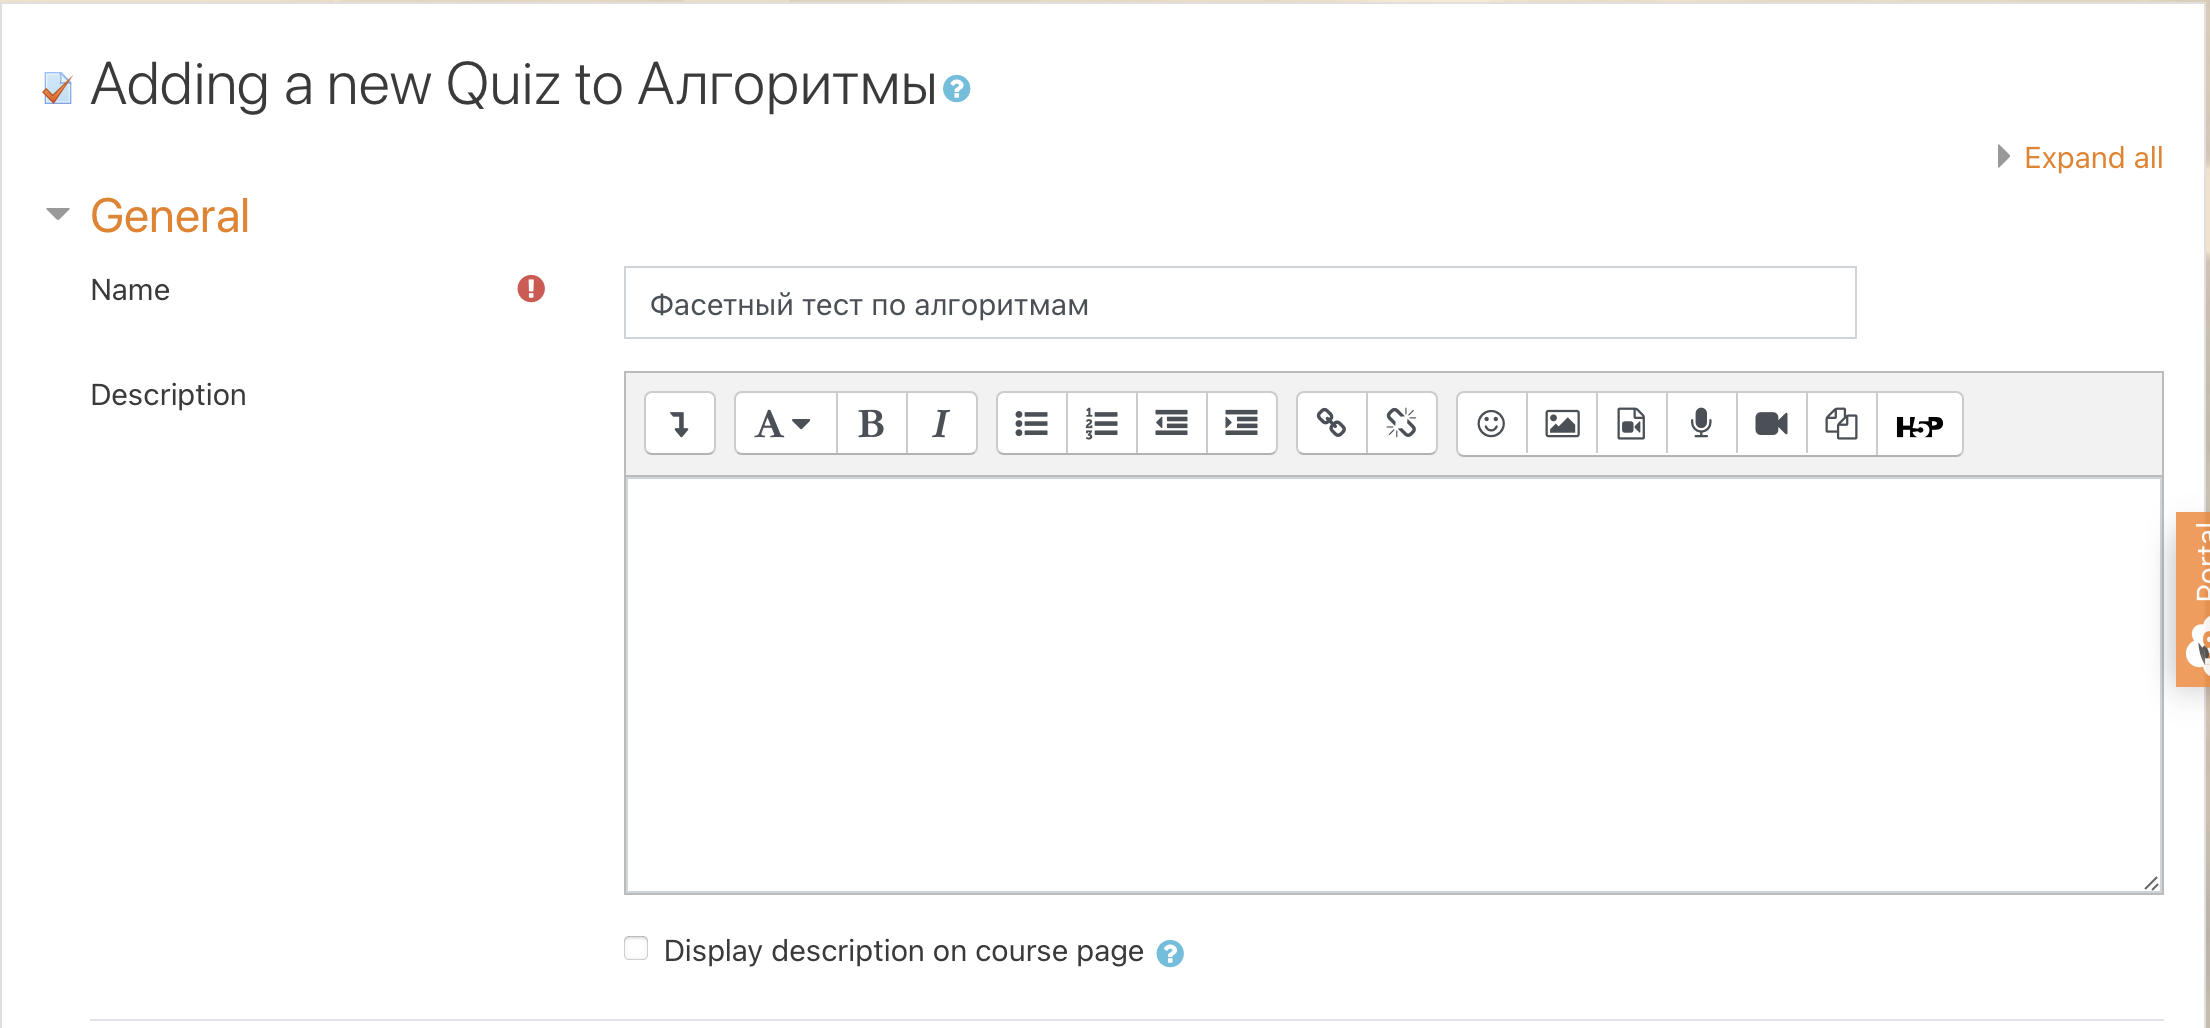 Adding a new Quiz to Алгоритмы
Expand all
General
Name
Фасетный тест по алгоритмам
Description
A B I
H5P
Portal
Display description on course page